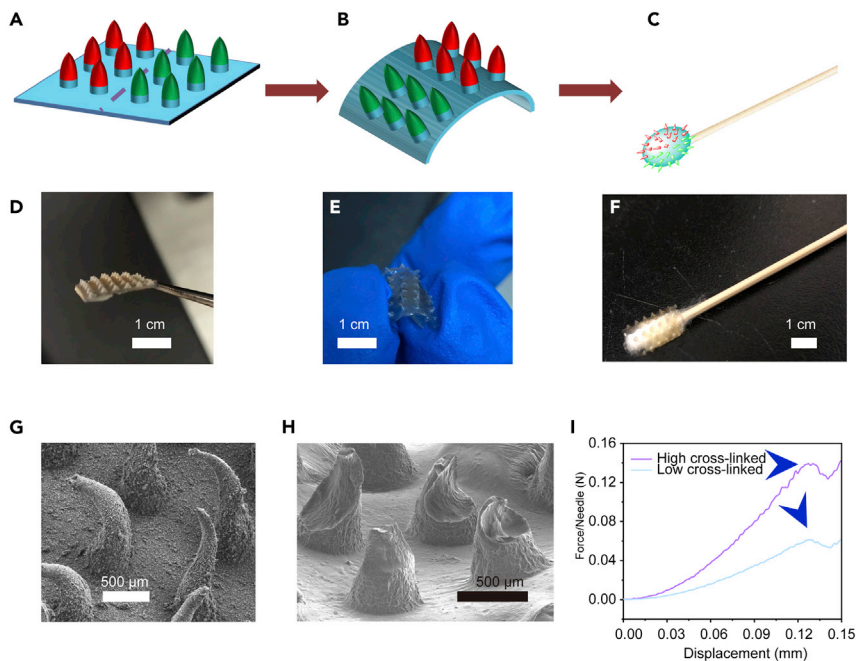 A
B
C
D
1 cm
E
1 cm
F
1 cm
G
500 µm
H
500 µm
I
0.16
0.12
0.08
0.04
0.00
Force/Needle (N)
High cross-linked
Low cross-linked
0.00 0.03 0.06 0.09 0.12 0.15
Displacement (mm)